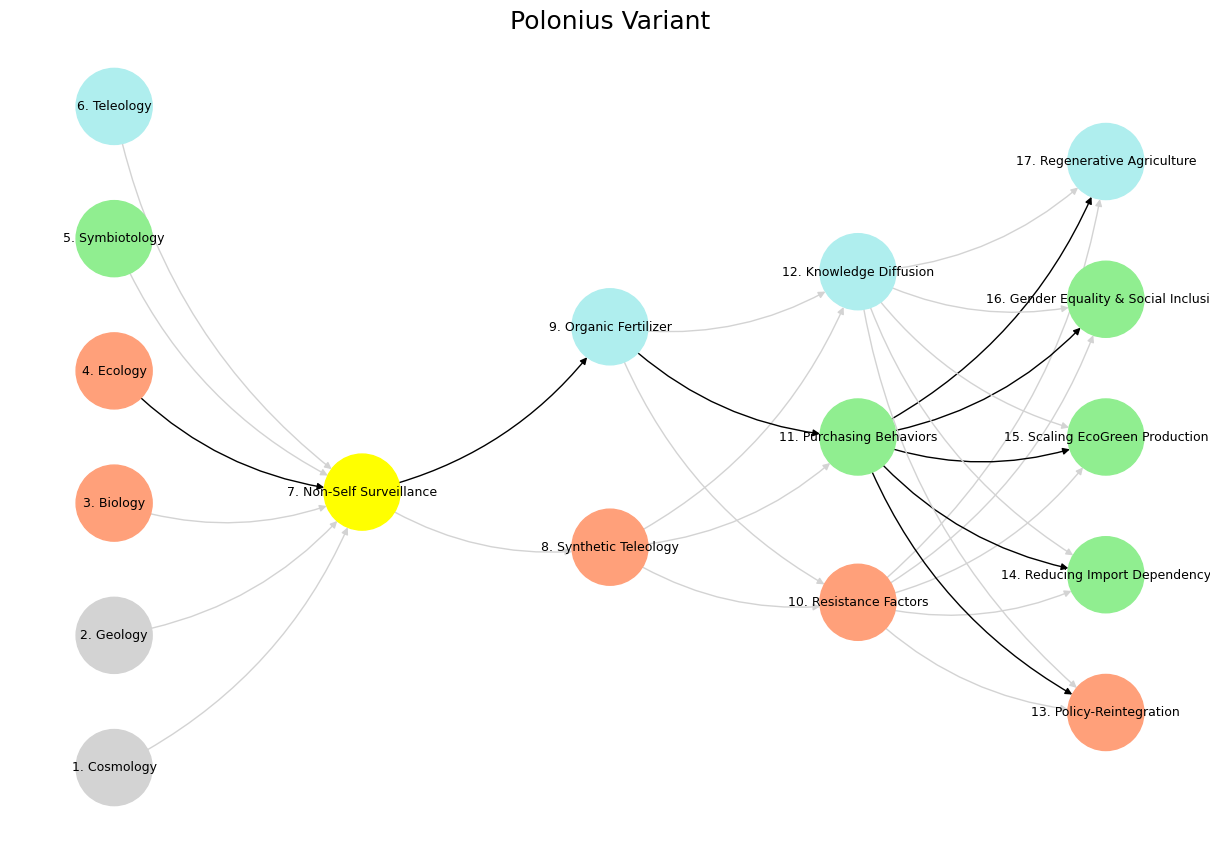 Polonius Variant
6. Teleology
5. Symbiotology
4. Ecology
3. Biology
2. Geology
1. Cosmology
7. Non-Self Surveillance
9. Organic Fertilizer
8. Synthetic Teleology
12. Knowledge Diffusion
11. Purchasing Behaviors
10. Resistance Factors
17. Regenerative Agriculture
16. Gender Equality & Social Inclusi
15. Scaling EcoGreen Production
14. Reducing Import Dependency
13. Policy-Reintegration